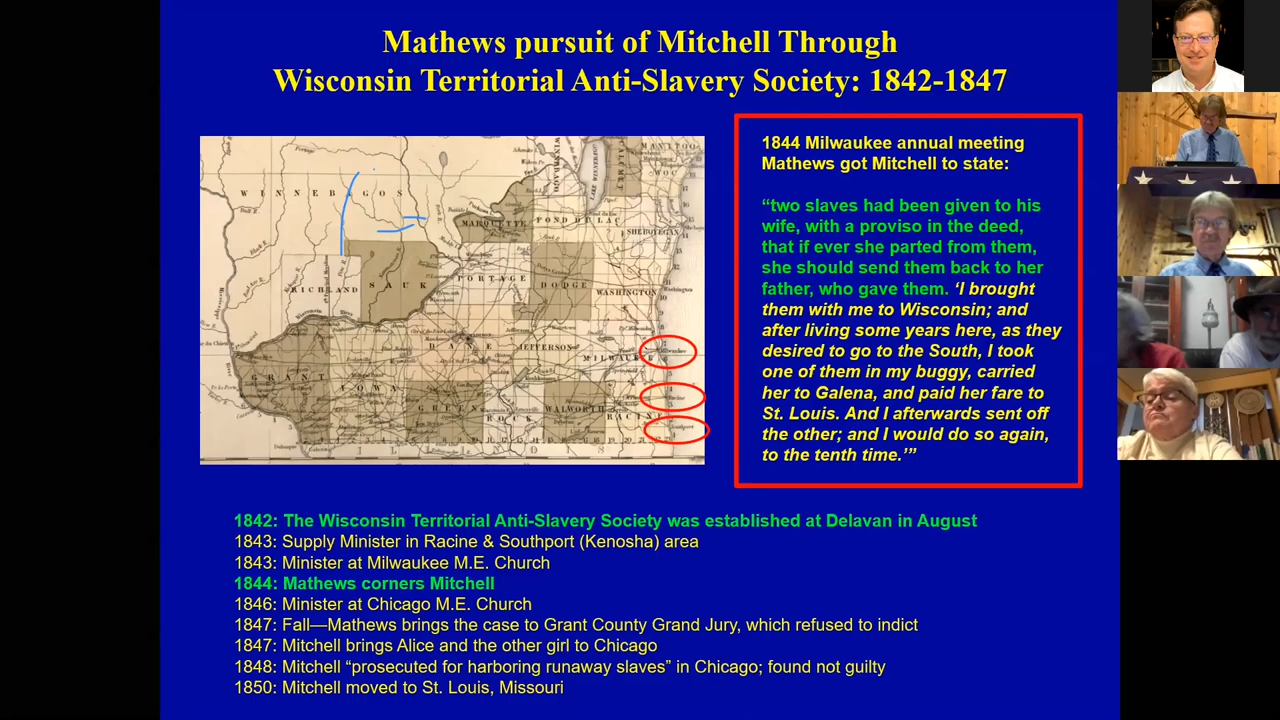 Mathews pursuit of Mitchell Through
Wisconsin Territorial Anti-Slavery Society: 1842-1847
WINNEBAGOS
RICHLAND
SAUK
MARQUETTE
FOND DU LAC
SHEBOYEGAN
PORTAGE
DODGE
WASHINGTON
DANE
JEFFERSON
MILWAUKE
GRANT
IOWA
GREEN
ROCK
WALWORTH
RACINE
Milwaukee
Racine
Southport
1844 Milwaukee annual meeting
Mathews got Mitchell to state:
“two slaves had been given to his
wife, with a proviso in the deed,
that if ever she parted from them,
she should send them back to her
father, who gave them. ‘I brought
them with me to Wisconsin; and
after living some years here, as they
desired to go to the South, I took
one of them in my buggy, carried
her to Galena, and paid her fare to
St. Louis. And I afterwards sent off
the other; and I would do so again,
to the tenth time.’”
1842: The Wisconsin Territorial Anti-Slavery Society was established at Delavan in August
1843: Supply Minister in Racine & Southport (Kenosha) area
1843: Minister at Milwaukee M.E. Church
1844: Mathews corners Mitchell
1846: Minister at Chicago M.E. Church
1847: Fall—Mathews brings the case to Grant County Grand Jury, which refused to indict
1847: Mitchell brings Alice and the other girl to Chicago
1848: Mitchell “prosecuted for harboring runaway slaves” in Chicago; found not guilty
1850: Mitchell moved to St. Louis, Missouri